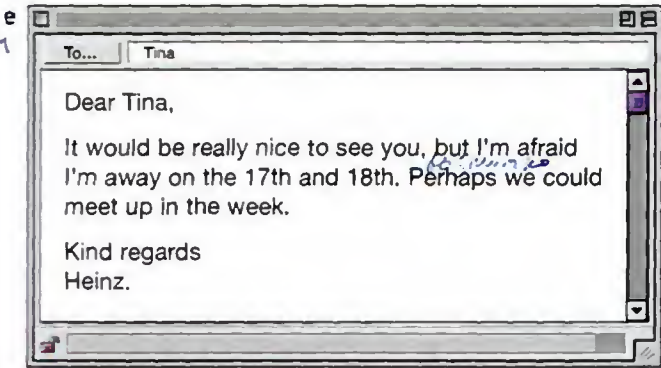 e
To...
Tina
Dear Tina,
It would be really nice to see you, but I'm afraid
I'm away on the 17th and 18th. Perhaps we could
meet up in the week.
Kind regards
Heinz.